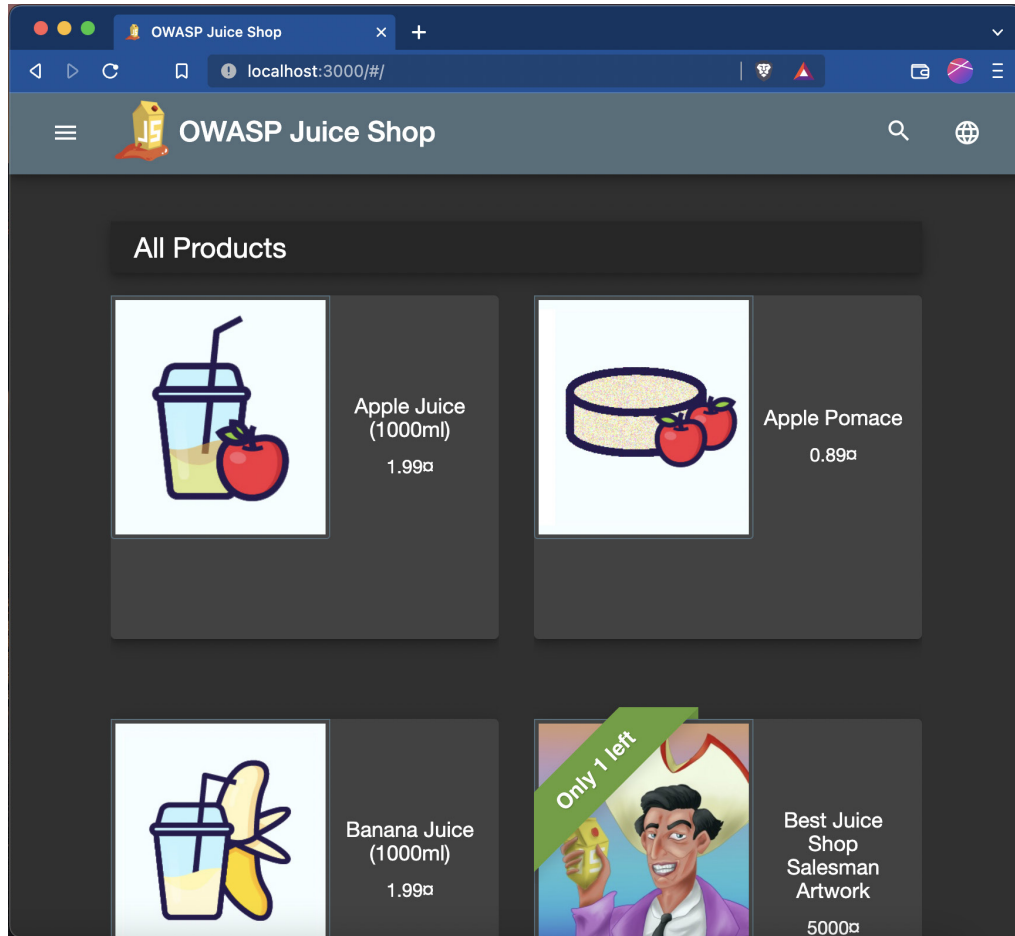 OWASP Juice Shop
localhost:3000/#/
JS OWASP Juice Shop
All Products
Apple Juice
(1000ml)
1.99¤
Apple Pomace
0.89¤
Banana Juice
(1000ml)
1.99¤
Only 1 left
Best Juice
Shop
Salesman
Artwork
5000¤